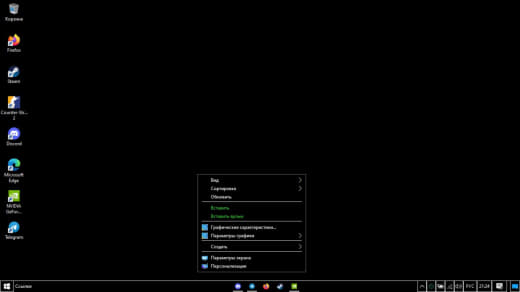 Корзина
Firefox
Steam
Counter-Str...
2
Discord
Microsoft
Edge
NVIDIA
GeFor...
Telegram
Вид
Сортировка
Обновить
Вставить
Вставить ярлык
Графические характеристики...
Параметры графики
Создать
Параметры экрана
Персонализация
Ссылки
РУС
21:24